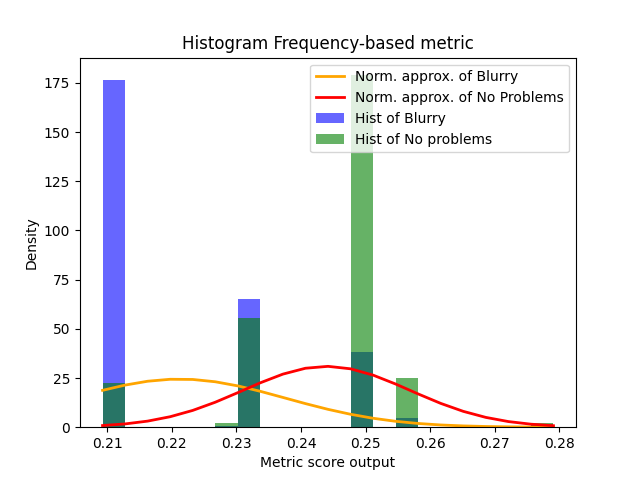 Histogram Frequency-based metric
Norm. approx. of Blurry
Norm. approx. of No Problems
Hist of Blurry
Hist of No problems
Density
175
150
125
100
75
50
25
0
0.21 0.22 0.23 0.24 0.25 0.26 0.27 0.28
Metric score output